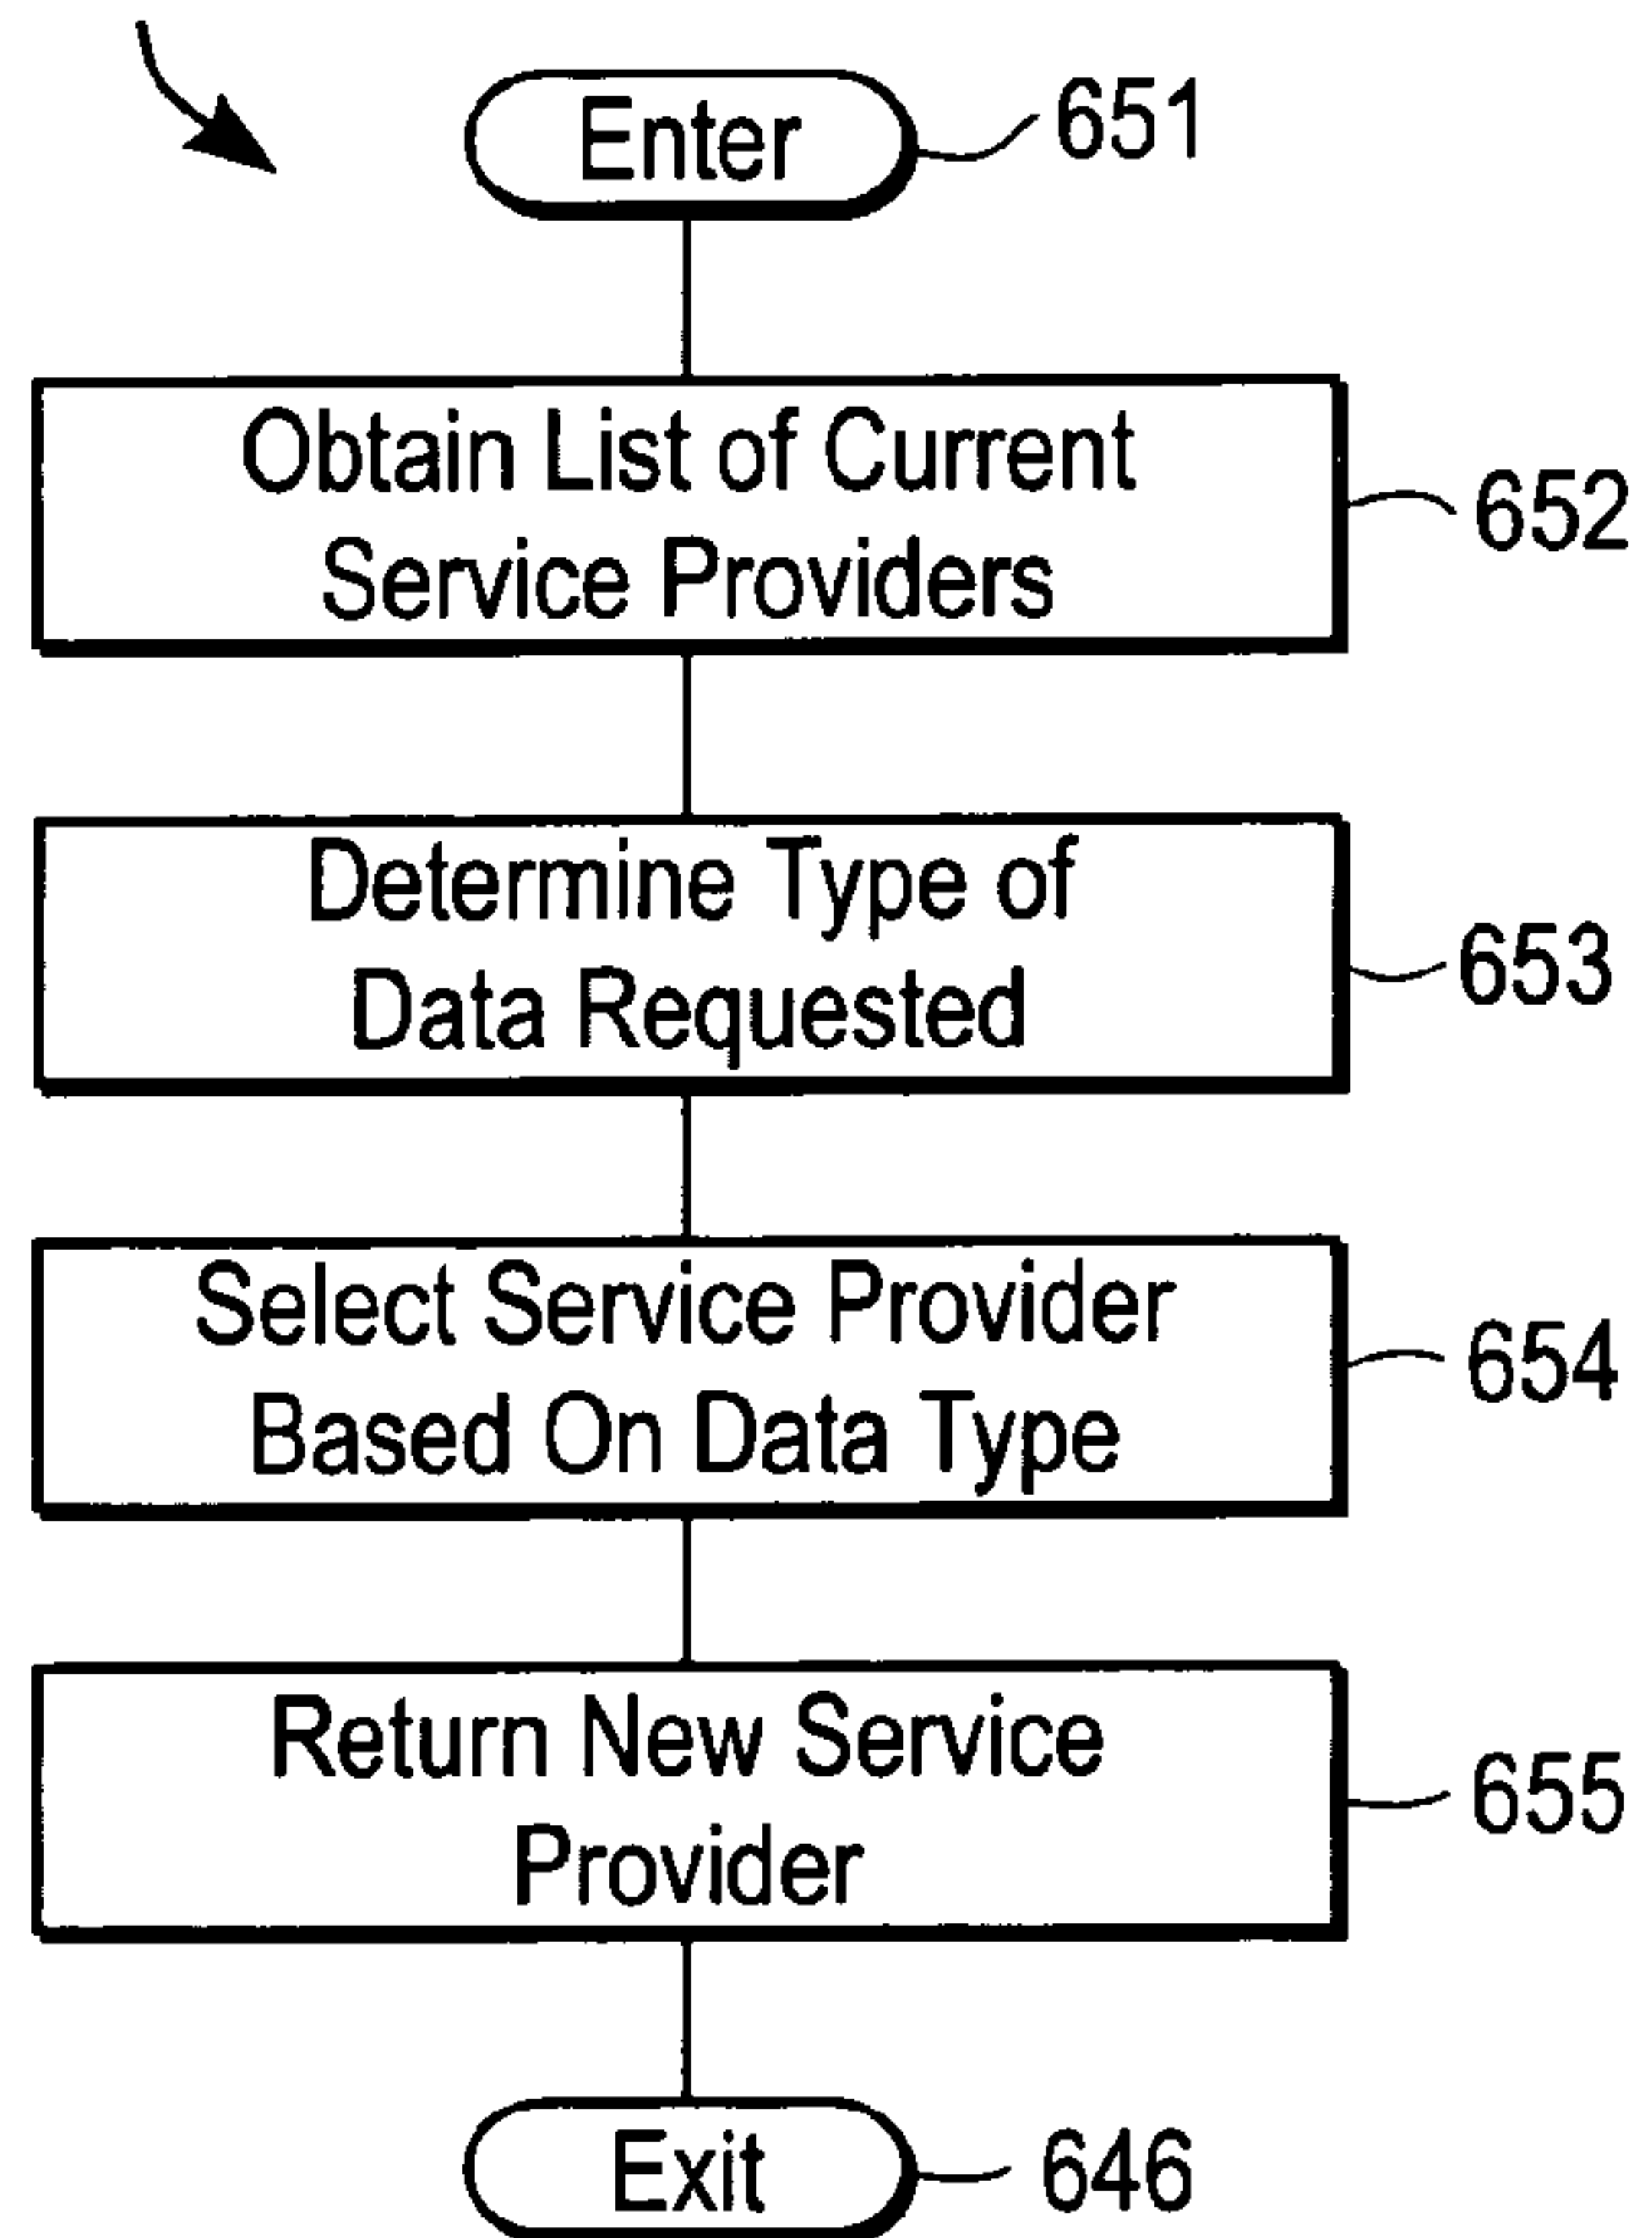 Enter
651
Obtain List of Current
Service Providers
652
Determine Type of
Data Requested
653
Select Service Provider
Based On Data Type
654
Return New Service
Provider
655
Exit
646